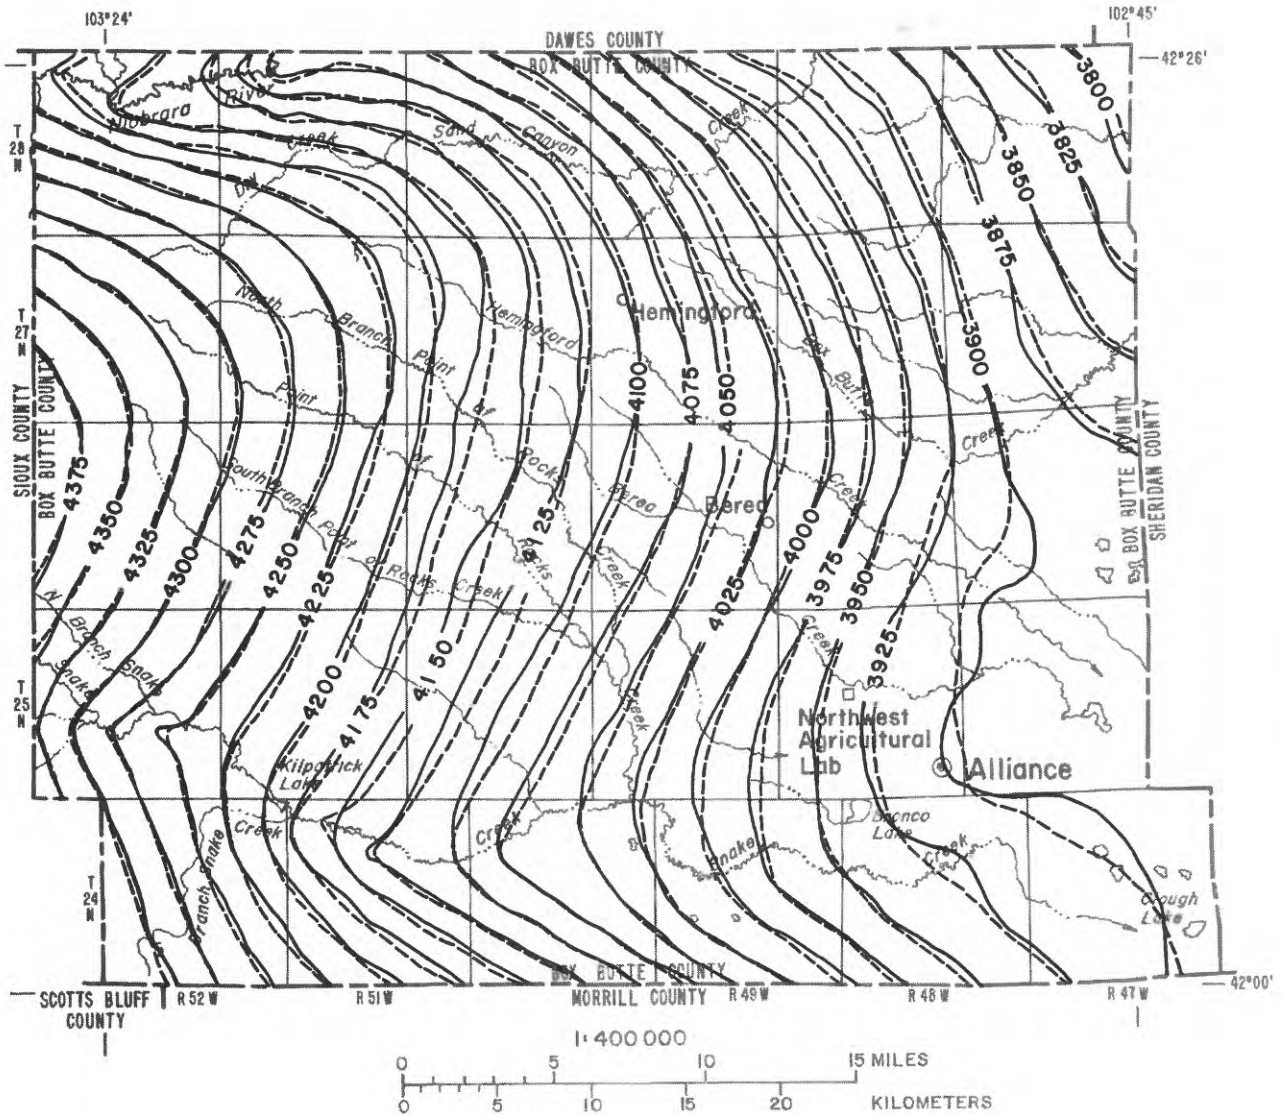 103°24'
102°45'
DAWES COUNTY
BOX BUTTE COUNTY
42°26'
T
28
N
Niobrara River
Dry Creek
Sand Canyon
Creek
3800
3825
3850
3875
3900
T
27
N
North Branch Point of Rocks Creek
Hemingford
Hemingford
Box Butte Creek
SIOUX COUNTY
BOX BUTTE COUNTY
BOX BUTTE COUNTY
SHERIDAN COUNTY
4100
4075
4050
Point of Rocks Creek
Berea Creek
Berea
South Branch Point of Rocks Creek
4375
4350
4325
4300
4275
4250
4225
4200
4175
4150
4125
4025
4000
3975
3950
3925
T
25
N
N Branch Snake
Snake
Northwest
Agricultural
Lab
Alliance
Kilpatrick
Lake
Creek
Creek
Snake
Creek
Bronco
Lake
Branch Snake
T
24
N
Clough
Lake
BOX BUTTE COUNTY
SCOTTS BLUFF
COUNTY
R 52 W
R 51 W
MORRILL COUNTY
R 49 W
R 48 W
R 47 W
42°00'
1:400 000
0 5 10 15 MILES
0 5 10 15 20 KILOMETERS